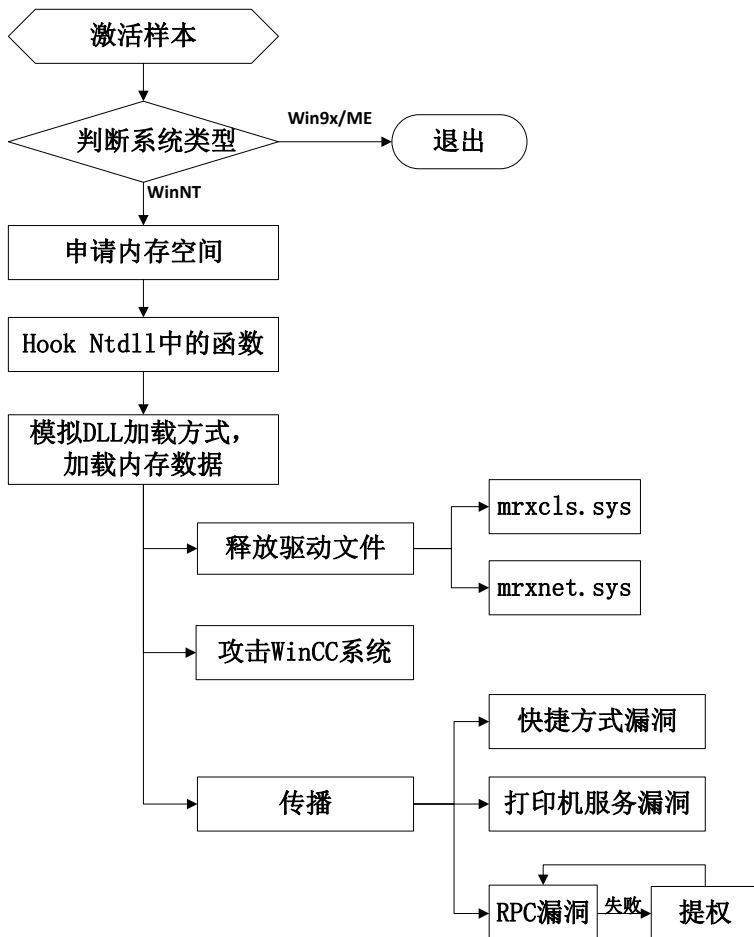 激活样本
判断系统类型
Win9x/ME
退出
WinNT
申请内存空间
Hook Ntdll中的函数
模拟DLL加载方式，
加载内存数据
释放驱动文件
mrxcls.sys
mrxnet.sys
攻击WinCC系统
传播
快捷方式漏洞
打印机服务漏洞
RPC漏洞
失败
提权